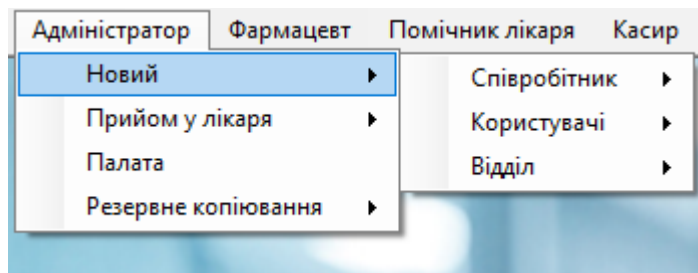 Адміністратор Фармацевт Помічник лікаря Касир
Новий
Прийом у лікаря
Палата
Резервне копіювання
Співробітник
Користувачі
Відділ